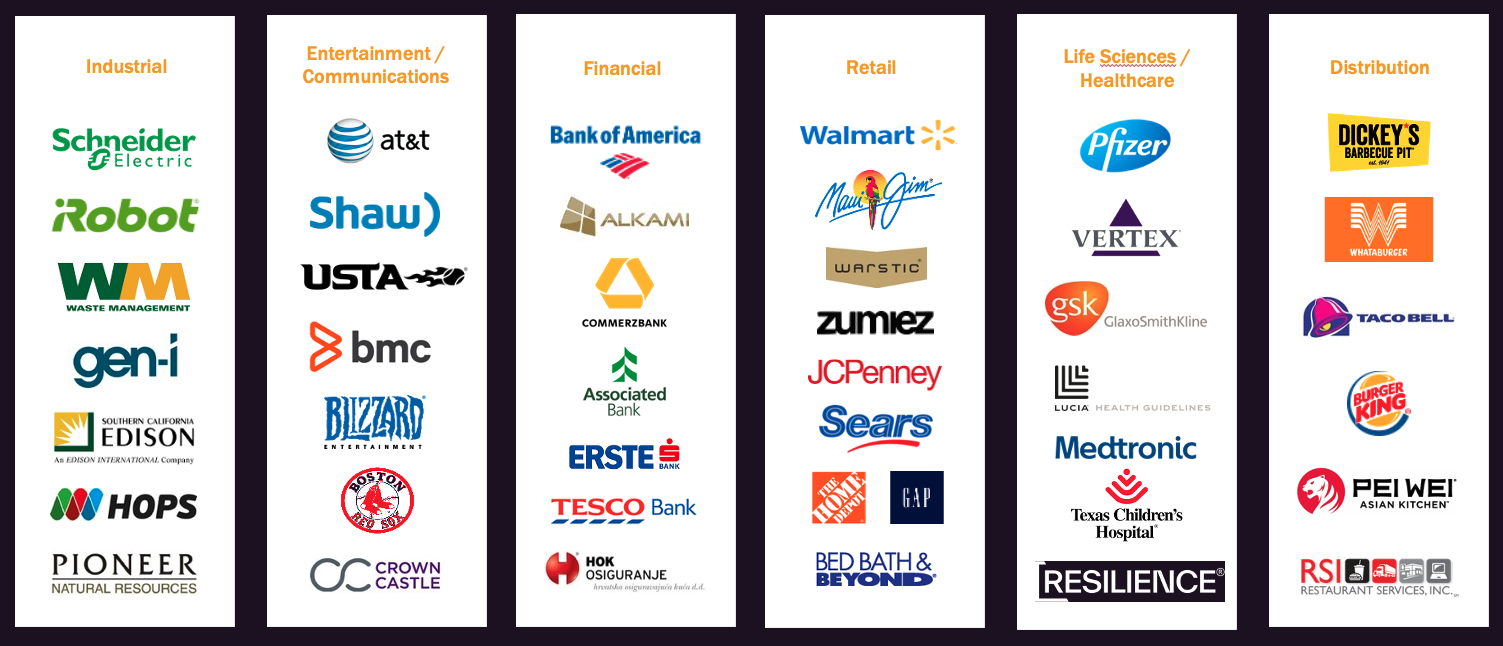 Industrial
Schneider
Electric
iRobot®
WM
WASTE MANAGEMENT
gen-i
SOUTHERN CALIFORNIA
EDISON
An EDISON INTERNATIONAL Company
HOPS
PIONEER
NATURAL RESOURCES
Entertainment /
Communications
at&t
Shaw)
USTA
bmc
BLIZZARD
ENTERTAINMENT
BOSTON
RED SOX
CROWN
CASTLE
Financial
Bank of America
ALKAMI
COMMERZBANK
Associated
Bank
ERSTE
BANK
TESCO Bank
HOK
OSIGURANJE
hrvatska osiguravajuća kuća d.d.
Retail
Walmart
Maui Jim
WARSTIC
zumiez
JCPenney
Sears
THE
HOME
DEPOT
GAP
BED BATH &
BEYOND®
Life Sciences /
Healthcare
Pfizer
VERTEX
gsk
GlaxoSmithKline
LUCIA HEALTH GUIDELINES
Medtronic
Texas Children's
Hospital®
RESILIENCE®
Distribution
DICKEY'S
BARBECUE PIT
est. 1941
W
WHATABURGER
TACO BELL
BURGER
KING
PEI WEI
ASIAN KITCHEN
RSI
RESTAURANT SERVICES, INC.